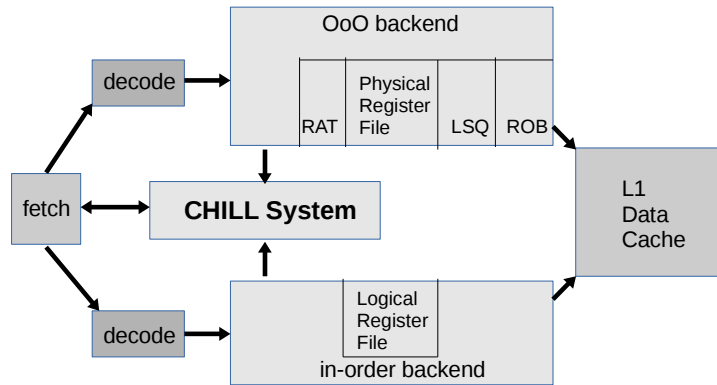 OoO backend
decode
Physical
Register
File
RAT
LSQ
ROB
fetch
CHILL System
L1
Data
Cache
decode
Logical
Register
File
in-order backend